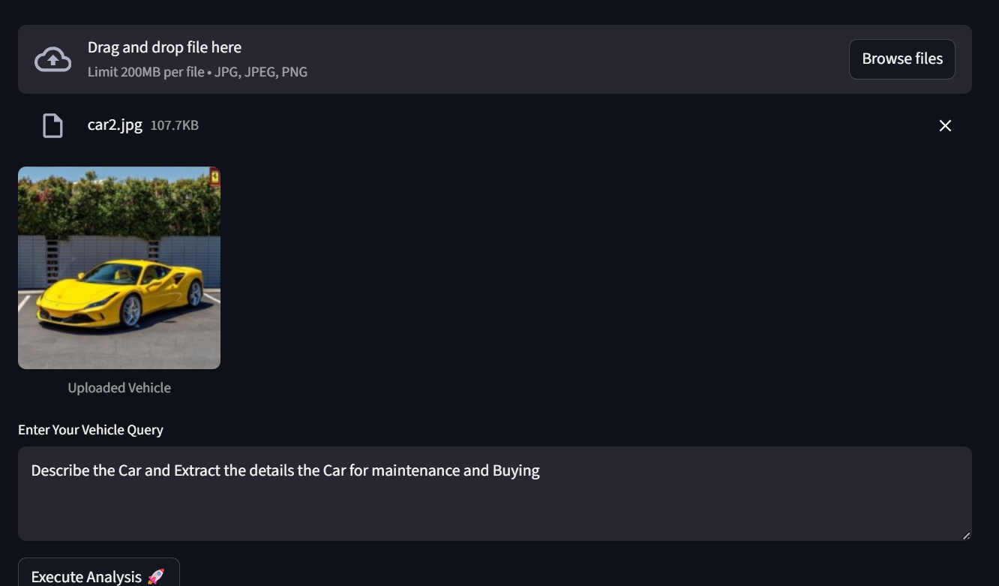 Drag and drop file here
Limit 200MB per file • JPG, JPEG, PNG
Browse files
car2.jpg 107.7KB
Uploaded Vehicle
Enter Your Vehicle Query
Describe the Car and Extract the details the Car for maintenance and Buying
Execute Analysis 🚀